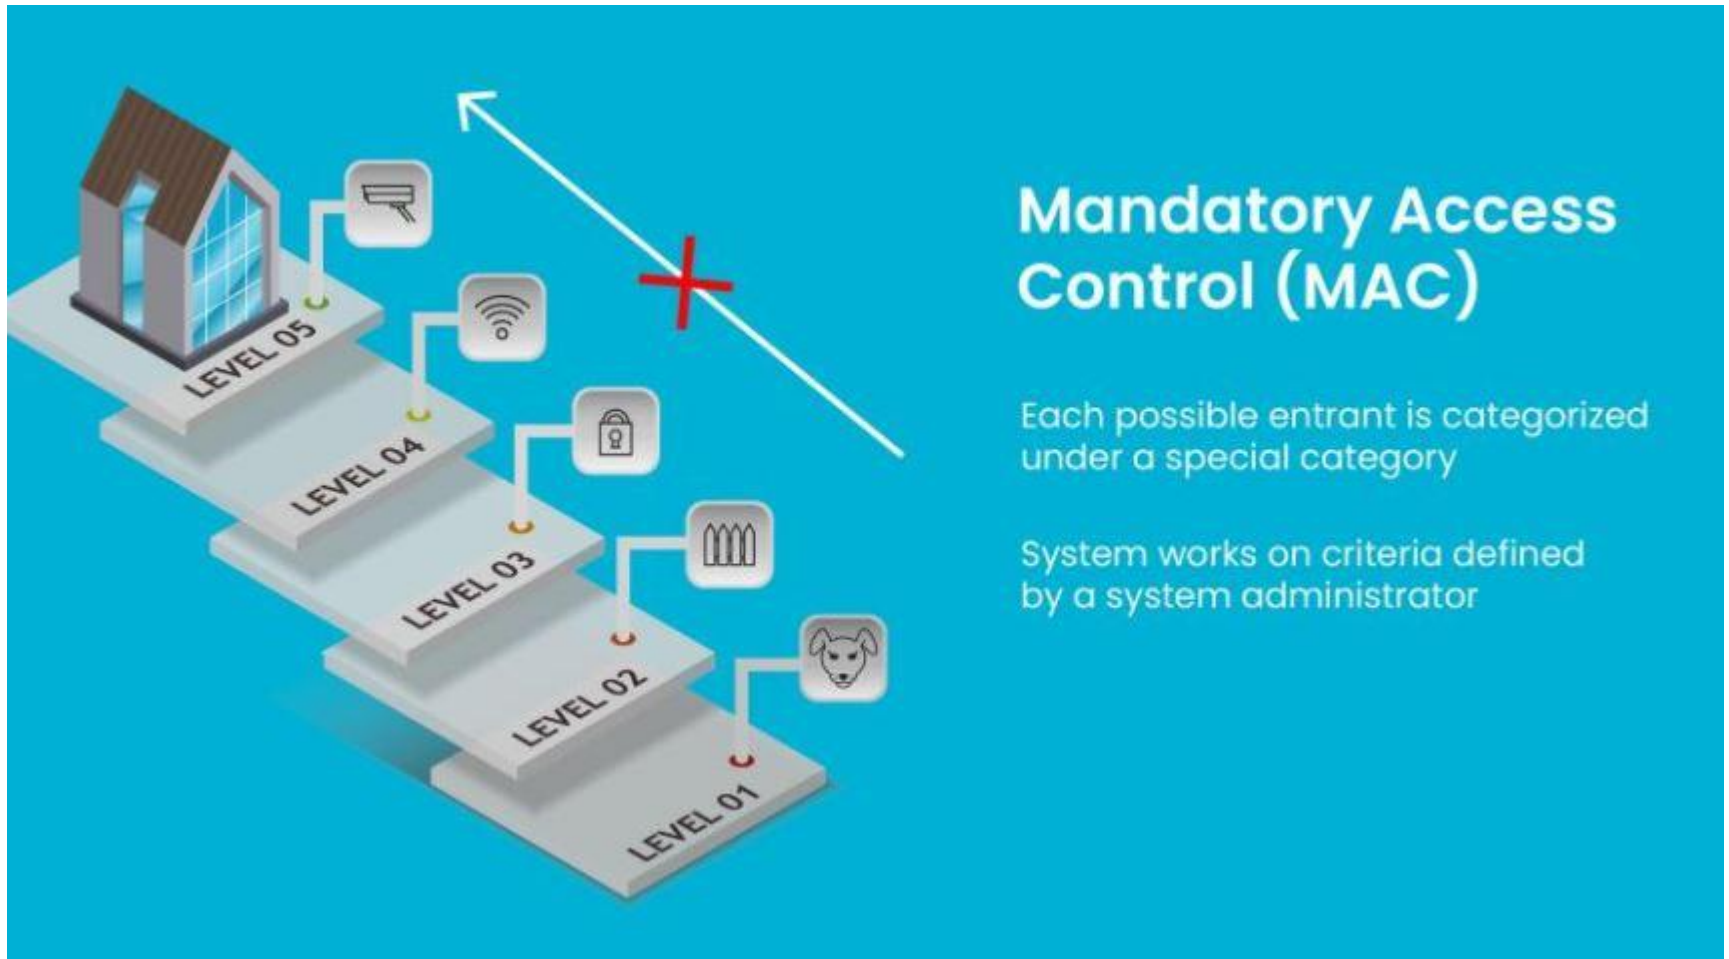 Mandatory Access
Control (MAC)
Each possible entrant is categorized
under a special category
System works on criteria defined
by a system administrator
LEVEL 05
LEVEL 04
LEVEL 03
LEVEL 02
LEVEL 01